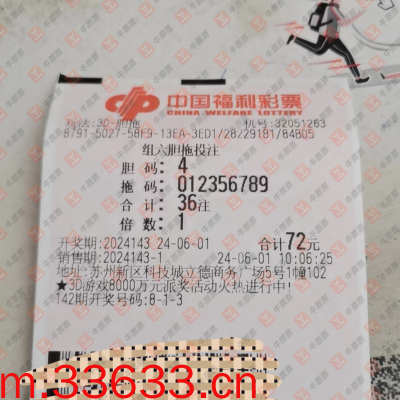 中国福利彩票
CHINA WELFARE LOTTERY
玩法:3D-胆拖 机号:32051263
8791-5027-58F9-13EA-3ED1/28/29181/84B05
组六胆拖投注
胆 码: 4
拖 码: 012356789
合 计: 36注
倍 数: 1
开奖期:2024143 24-06-01 合计72元
销售期:2024143-1 24-06-01 10:06:25
地址:苏州新区科技城立德商务广场5号1幢102
★3D游戏8000万元派奖活动火热进行中!
142期开奖号码:8-1-3
m.33633.cn